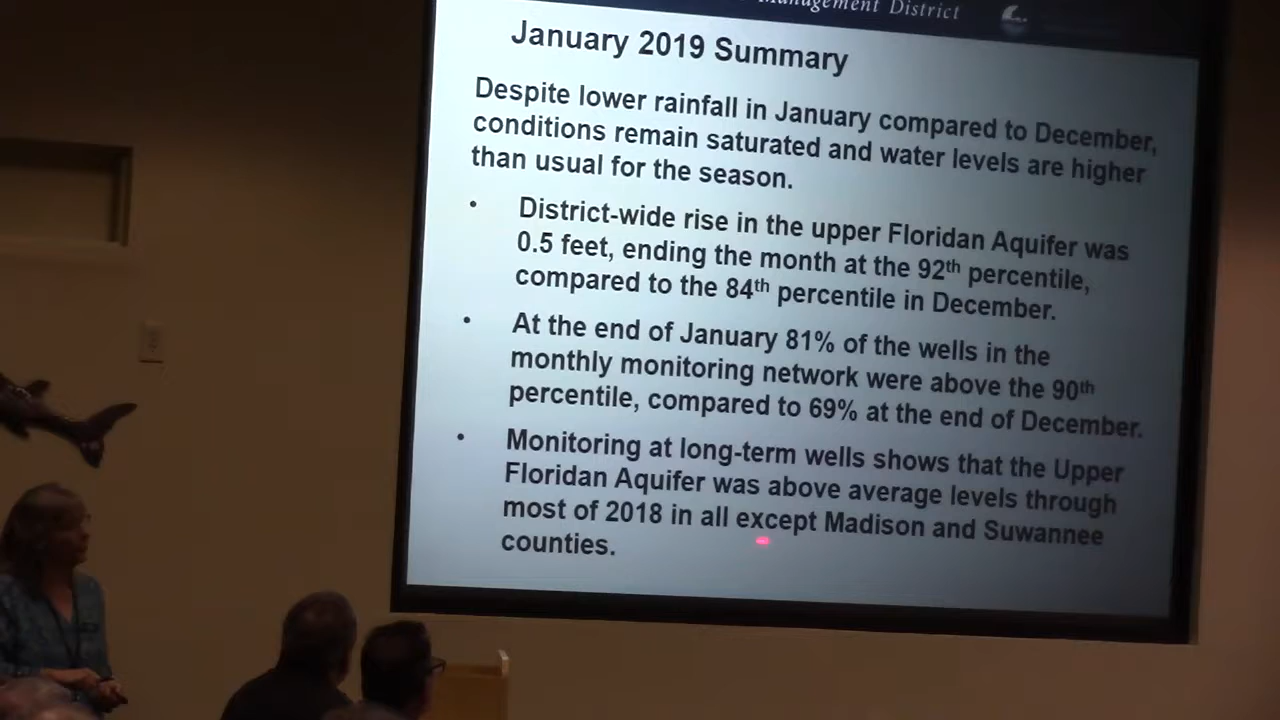 Management District
January 2019 Summary
Despite lower rainfall in January compared to December,
conditions remain saturated and water levels are higher
than usual for the season.
• District-wide rise in the upper Floridan Aquifer was
0.5 feet, ending the month at the 92th percentile,
compared to the 84th percentile in December.
• At the end of January 81% of the wells in the
monthly monitoring network were above the 90th
percentile, compared to 69% at the end of December.
• Monitoring at long-term wells shows that the Upper
Floridan Aquifer was above average levels through
most of 2018 in all except Madison and Suwannee
counties.